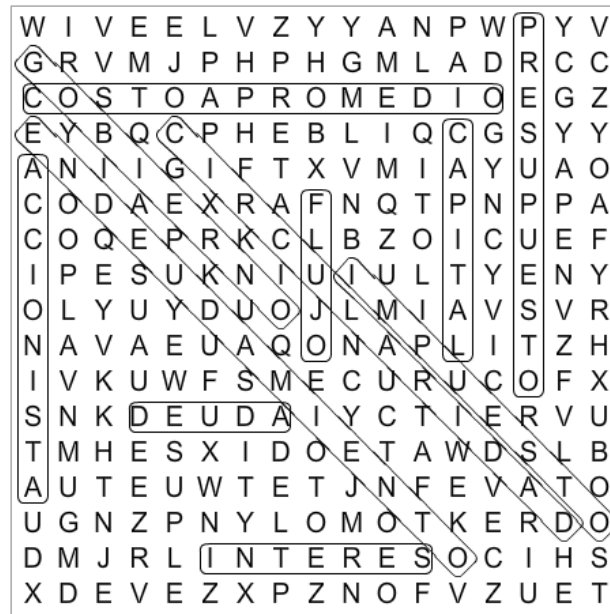 W I V E E L V Z Y Y A N P W P Y V
G R V M J P H P H G M L A D R C C
C O S T O A P R O M E D I O E G Z
E Y B Q C P H E B L I Q C G S Y Y
A N I I G I F T X V M I A Y U A O
C O D A E X R A F N Q T P N P P A
C O Q E P R K C L B Z O I C U E F
I P E S U K N I U I U L T Y E N Y
O L Y U Y D U O J L M I A V S V R
N A V A E U A Q O N A P L I T Z H
I V K U W F S M E C U R U C O F X
S N K D E U D A I Y C T I E R V U
T M H E S X I D O E T A W D S L B
A U T E U W T E T J N F E V A T O
U G N Z P N Y L O M O T K E R D O
D M J R L I N T E R E S O C I H S
X D E V E Z X P Z N O F V Z U E T